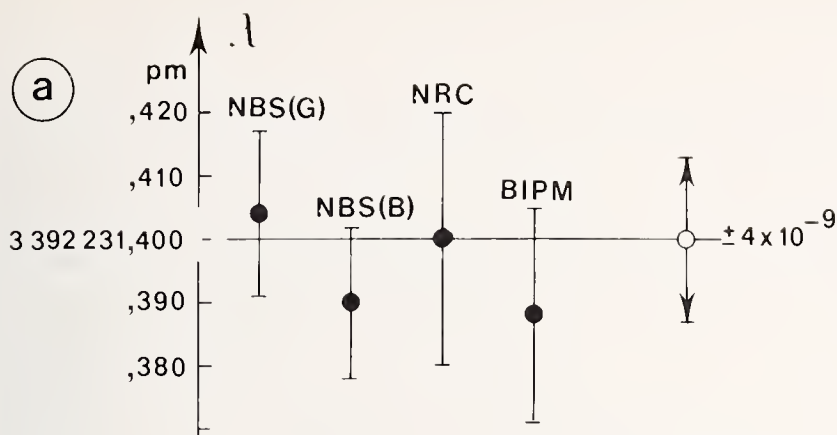 λ
a
pm
,420
NBS(G)
NRC
,410
NBS(B)
BIPM
3 392 231,400
± 4 x 10⁻⁹
,390
,380